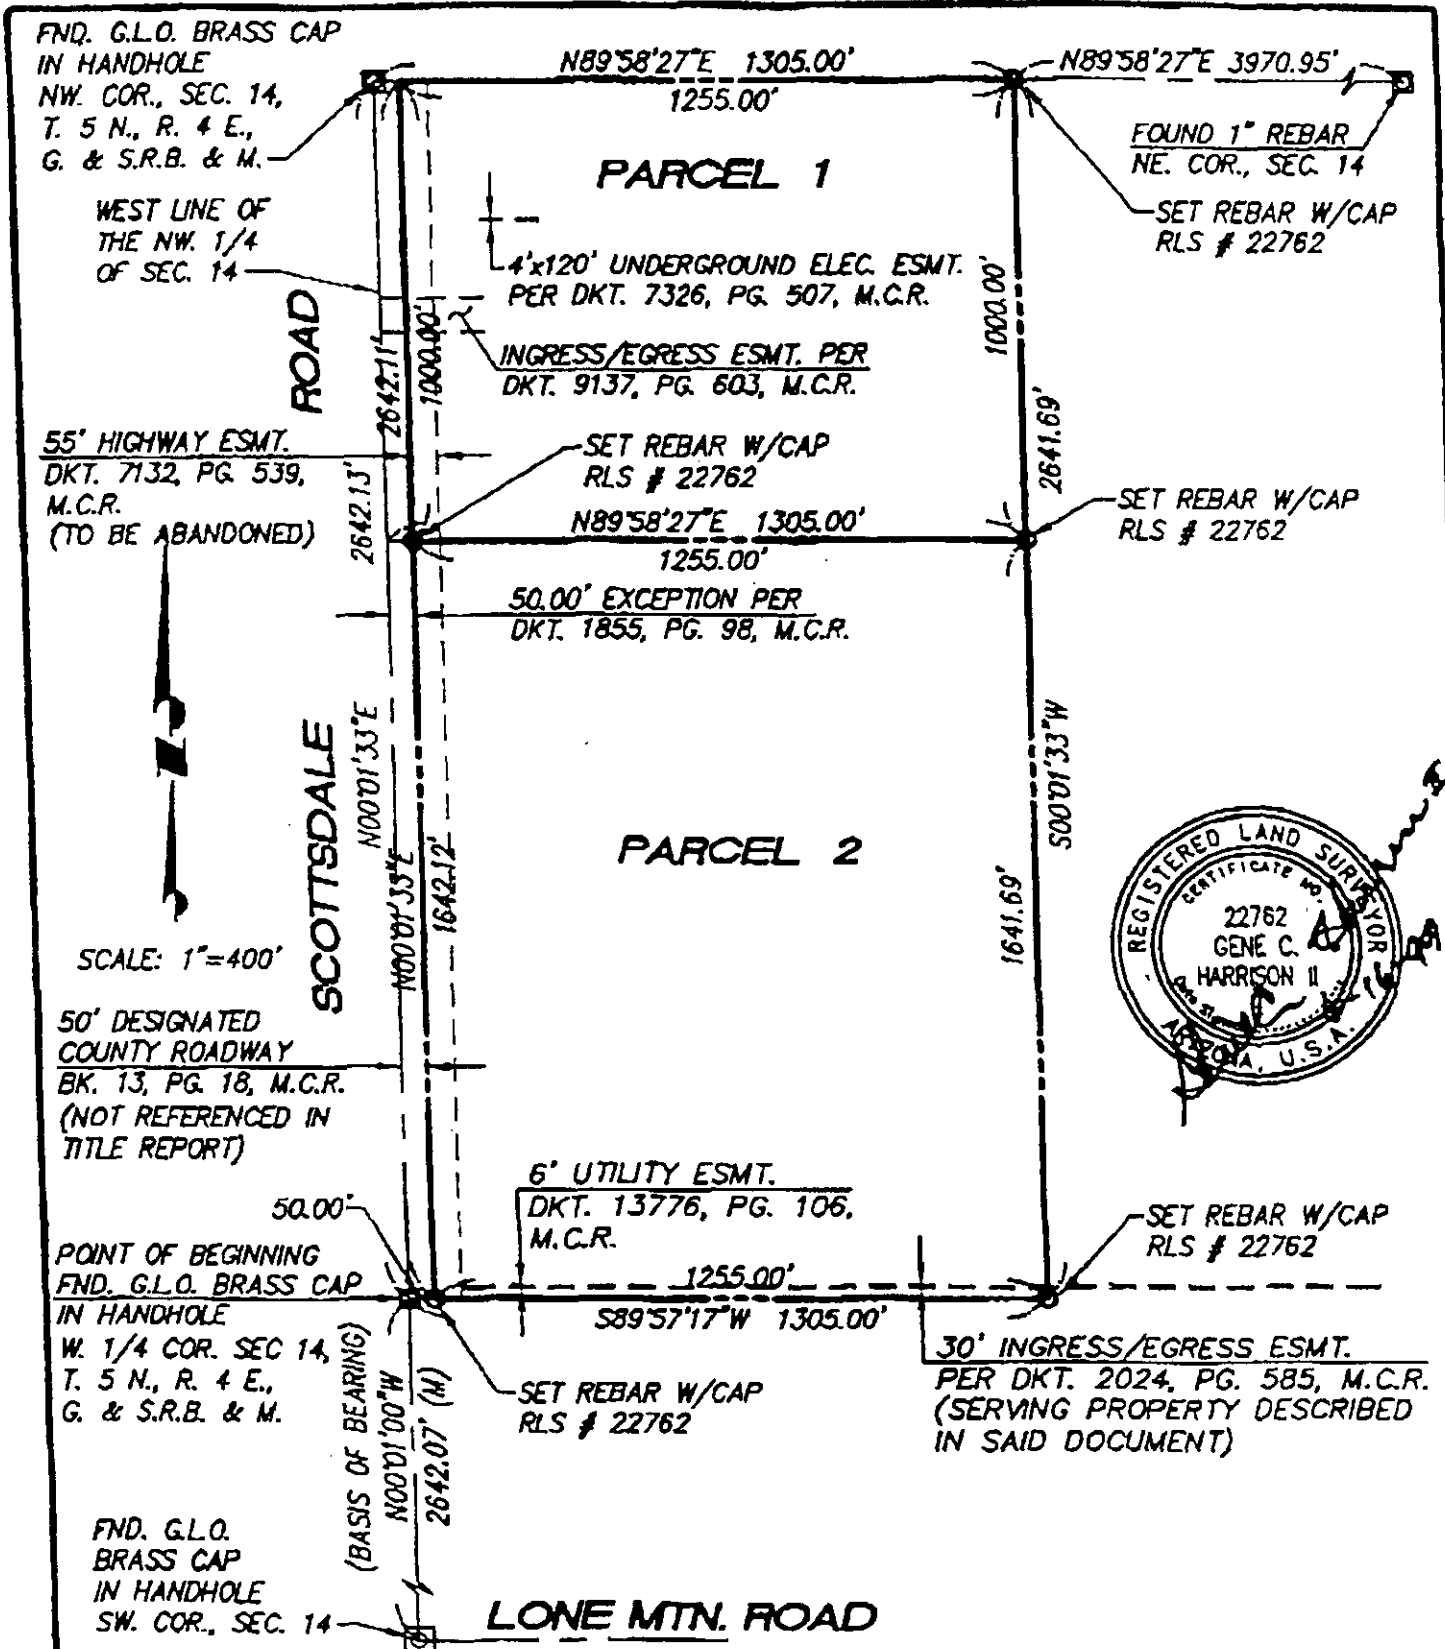 FND. G.L.O. BRASS CAP
IN HANDHOLE
NW. COR., SEC. 14,
T. 5 N., R. 4 E.,
G. & S.R.B. & M.
N89°58'27"E 1305.00'
1255.00'
N89°58'27"E 3970.95'
FOUND 1" REBAR
NE. COR., SEC. 14
SET REBAR W/CAP
RLS # 22762
PARCEL 1
WEST LINE OF
THE NW. 1/4
OF SEC. 14
4'x120' UNDERGROUND ELEC. ESMT.
PER DKT. 7326, PG. 507, M.C.R.
INGRESS/EGRESS ESMT. PER
DKT. 9137, PG. 603, M.C.R.
ROAD
2642.11'
1000.00'
1000.00'
2641.69'
55' HIGHWAY ESMT.
DKT. 7132, PG. 539,
M.C.R.
(TO BE ABANDONED)
2642.13'
SET REBAR W/CAP
RLS # 22762
SET REBAR W/CAP
RLS # 22762
N89°58'27"E 1305.00'
1255.00'
50.00' EXCEPTION PER
DKT. 1855, PG. 98, M.C.R.
SCOTTSDALE
N00°01'33"E
N00°01'33"E
1642.12'
PARCEL 2
S00°01'33"W
1641.69'
SCALE: 1"=400'
REGISTERED LAND SURVEYOR
CERTIFICATE NO.
22762
GENE C.
HARRISON II
ARIZONA, U.S.A.
50' DESIGNATED
COUNTY ROADWAY
BK. 13, PG. 18, M.C.R.
(NOT REFERENCED IN
TITLE REPORT)
6' UTILITY ESMT.
DKT. 13776, PG. 106,
M.C.R.
50.00'
POINT OF BEGINNING
FND. G.L.O. BRASS CAP
IN HANDHOLE
W. 1/4 COR. SEC 14,
T. 5 N., R. 4 E.,
G. & S.R.B. & M.
1255.00'
S89°57'17"W 1305.00'
SET REBAR W/CAP
RLS # 22762
30' INGRESS/EGRESS ESMT.
PER DKT. 2024, PG. 585, M.C.R.
(SERVING PROPERTY DESCRIBED
IN SAID DOCUMENT)
SET REBAR W/CAP
RLS # 22762
(BASIS OF BEARING)
N00°01'00"W
2642.07' (M)
FND. G.L.O.
BRASS CAP
IN HANDHOLE
SW. COR., SEC. 14
LONE MTN. ROAD